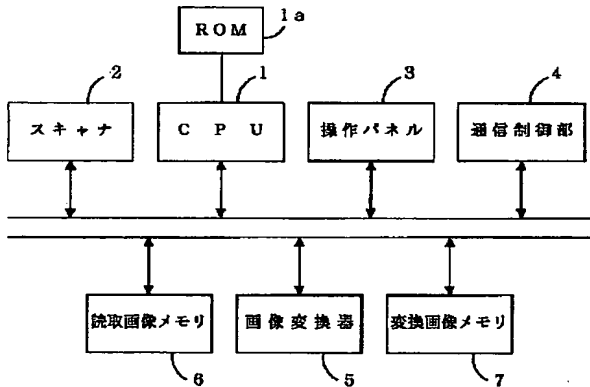 1a
ROM
2
1
3
4
スキャナ
CPU
操作パネル
通信制御部
読取画像メモリ
画像変換器
変換画像メモリ
6
5
7